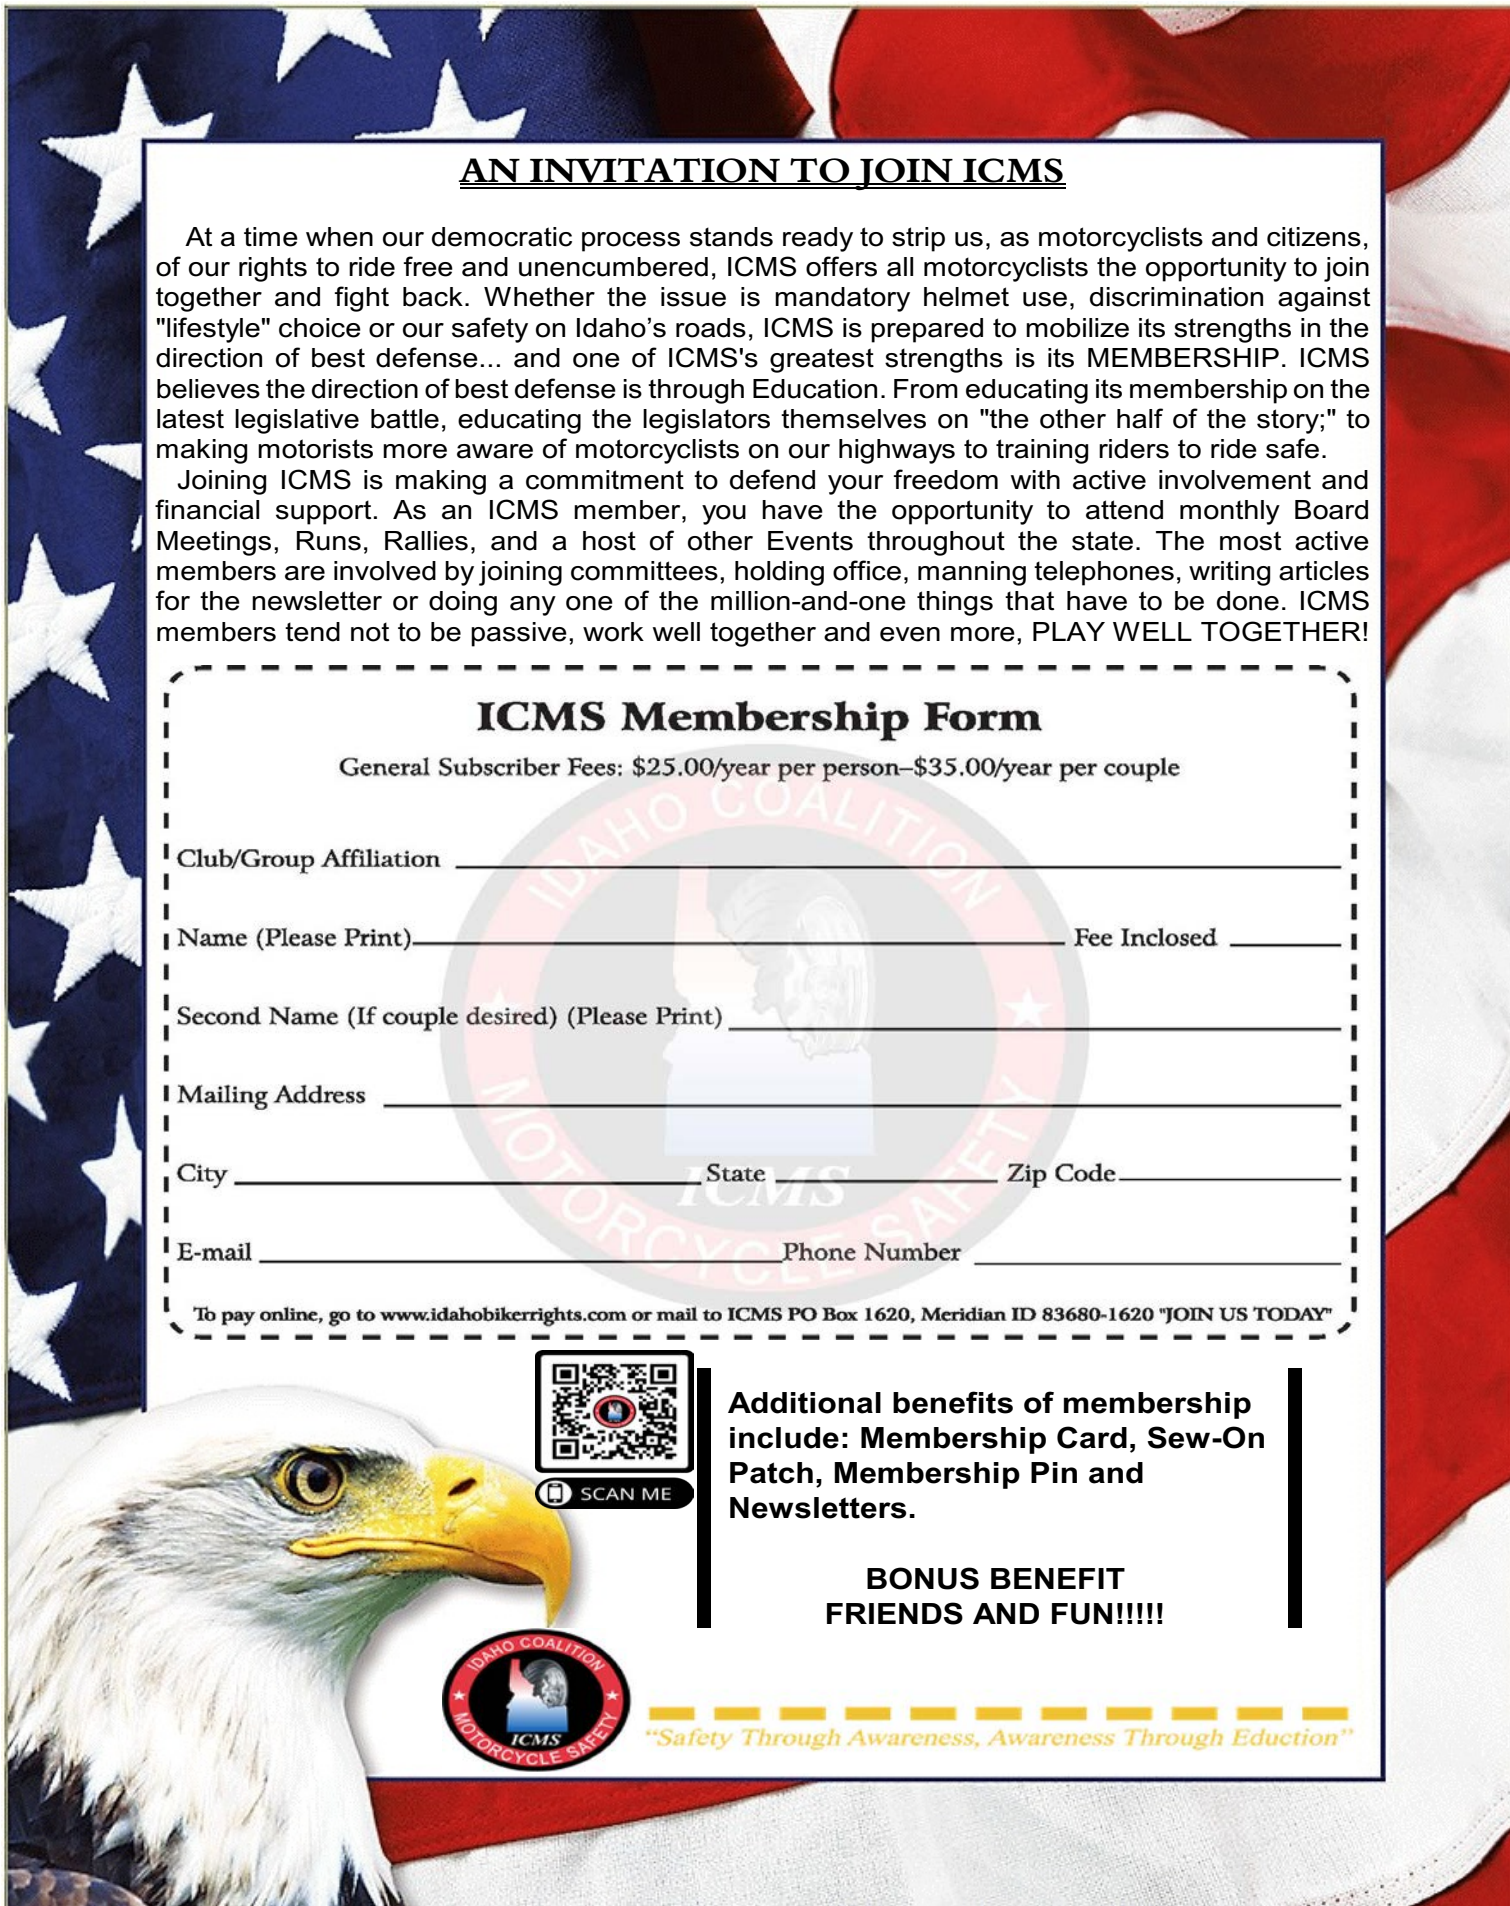 AN INVITATION TO JOIN ICMS
At a time when our democratic process stands ready to strip us, as motorcyclists and citizens,
of our rights to ride free and unencumbered, ICMS offers all motorcyclists the opportunity to join
together and fight back. Whether the issue is mandatory helmet use, discrimination against
"lifestyle" choice or our safety on Idaho’s roads, ICMS is prepared to mobilize its strengths in the
direction of best defense... and one of ICMS's greatest strengths is its MEMBERSHIP. ICMS
believes the direction of best defense is through Education. From educating its membership on the
latest legislative battle, educating the legislators themselves on "the other half of the story;" to
making motorists more aware of motorcyclists on our highways to training riders to ride safe.
Joining ICMS is making a commitment to defend your freedom with active involvement and
financial support. As an ICMS member, you have the opportunity to attend monthly Board
Meetings, Runs, Rallies, and a host of other Events throughout the state. The most active
members are involved by joining committees, holding office, manning telephones, writing articles
for the newsletter or doing any one of the million-and-one things that have to be done. ICMS
members tend not to be passive, work well together and even more, PLAY WELL TOGETHER!
ICMS Membership Form
General Subscriber Fees: $25.00/year per person–$35.00/year per couple
IDAHO COALITION
Club/Group Affiliation
Name (Please Print) Fee Inclosed
Second Name (If couple desired) (Please Print)
Mailing Address
City State Zip Code
ICMS
MOTORCYCLE SAFETY
E-mail Phone Number
To pay online, go to www.idahobikerrights.com or mail to ICMS PO Box 1620, Meridian ID 83680-1620 "JOIN US TODAY"
SCAN ME
Additional benefits of membership
include: Membership Card, Sew-On
Patch, Membership Pin and
Newsletters.
BONUS BENEFIT
FRIENDS AND FUN!!!!!
IDAHO COALITION
ICMS
MOTORCYCLE SAFETY
“Safety Through Awareness, Awareness Through Eduction”